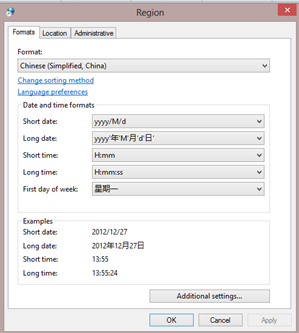 Region
Formats Location Administrative
Format:
Chinese (Simplified, China)
Change sorting method
Language preferences
Date and time formats
Short date: yyyy/M/d
Long date: yyyy'年'M'月'd'日'
Short time: H:mm
Long time: H:mm:ss
First day of week: 星期一
Examples
Short date: 2012/12/27
Long date: 2012年12月27日
Short time: 13:55
Long time: 13:55:24
Additional settings...
OK Cancel Apply